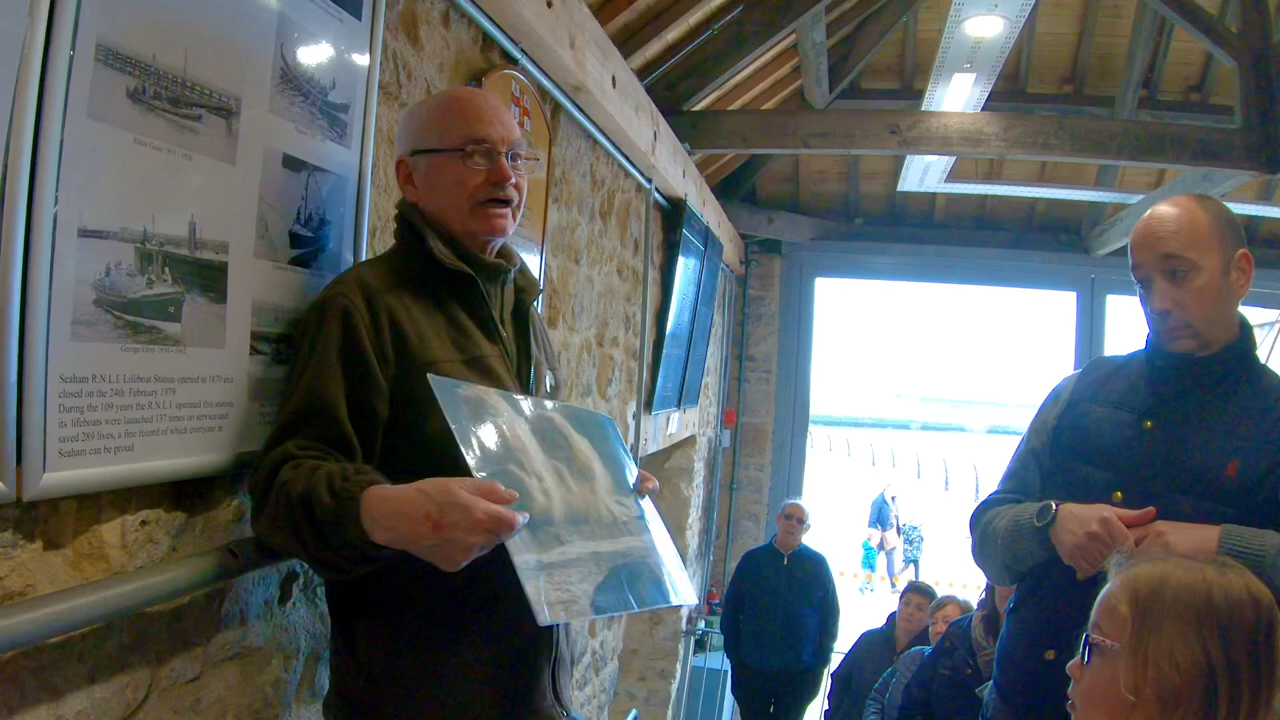 George Elmy 1950 - 1962
Seaham R.N.L.I. Lifeboat Station opened in 1870 and
closed on the 24th February 1979
During the 109 years the R.N.L.I. operated this station
its lifeboats were launched 137 times on service and
saved 289 lives, a fine record of which everyone in
Seaham can be proud